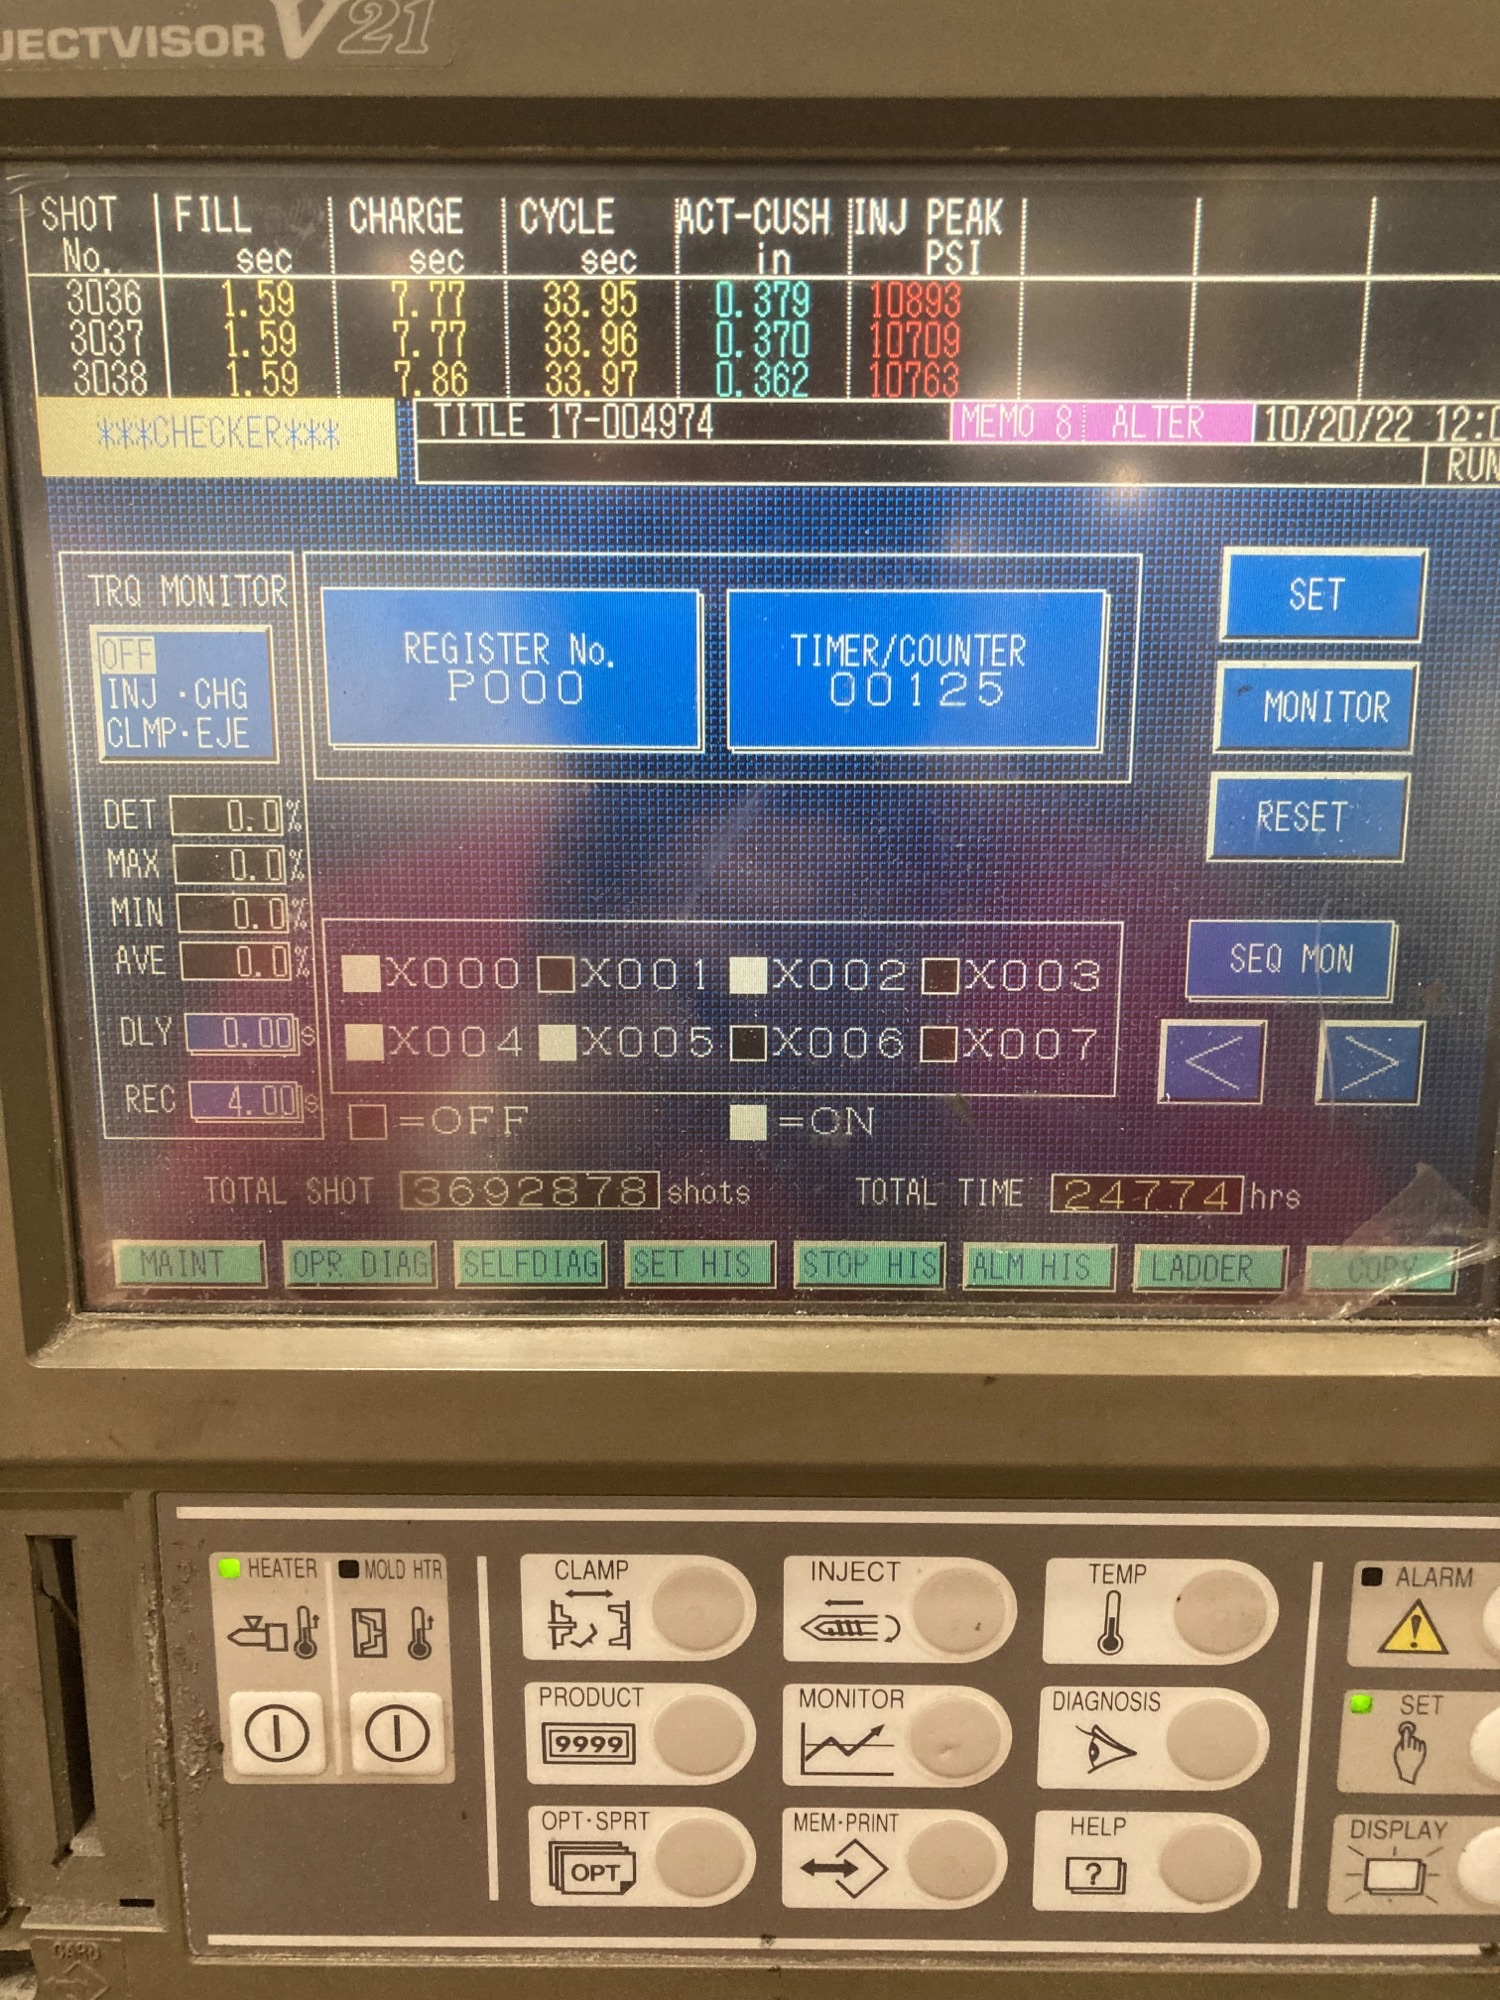 JECTVISOR V21
SHOT No. FILL sec CHARGE sec CYCLE sec ACT-CUSH in INJ PEAK PSI
3036 1.59 7.77 33.95 0.379 10893
3037 1.59 7.77 33.96 0.370 10709
3038 1.59 7.86 33.97 0.362 10763
***CHECKER*** TITLE 17-004974 MEMO 8 ALTER 10/20/22 12:0
RUN
TRQ MONITOR
OFF
INJ・CHG
CLMP・EJE
REGISTER No.
P000
TIMER/COUNTER
00125
SET
MONITOR
RESET
DET 0.0%
MAX 0.0%
MIN 0.0%
AVE 0.0%
DLY 0.00s
REC 4.00s
X000 X001 X002 X003
X004 X005 X006 X007
=OFF =ON
SEQ MON
< >
TOTAL SHOT 3692878 shots TOTAL TIME 24774 hrs
MAINT OPR DIAG SELFDIAG SET HIS STOP HIS ALM HIS LADDER COPY
HEATER MOLD HTR
CLAMP INJECT TEMP ALARM
PRODUCT MONITOR DIAGNOSIS SET
9999
OPT・SPRT MEM・PRINT HELP DISPLAY
OPT ?
CARD